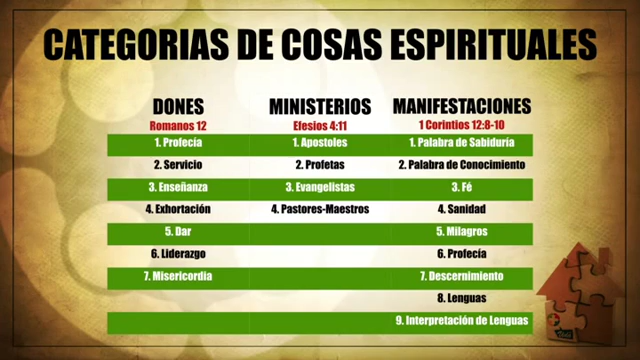 CATEGORIAS DE COSAS ESPIRITUALES
DONES MINISTERIOS MANIFESTACIONES
Romanos 12 Efesios 4:11 1 Corintios 12:8-10
1. Profecía 1. Apostoles 1. Palabra de Sabiduría
2. Servicio 2. Profetas 2. Palabra de Conocimiento
3. Enseñanza 3. Evangelistas 3. Fé
4. Exhortación 4. Pastores-Maestros 4. Sanidad
5. Dar 5. Milagros
6. Liderazgo 6. Profecía
7. Misericordia 7. Descernimiento
8. Lenguas
9. Interpretación de Lenguas